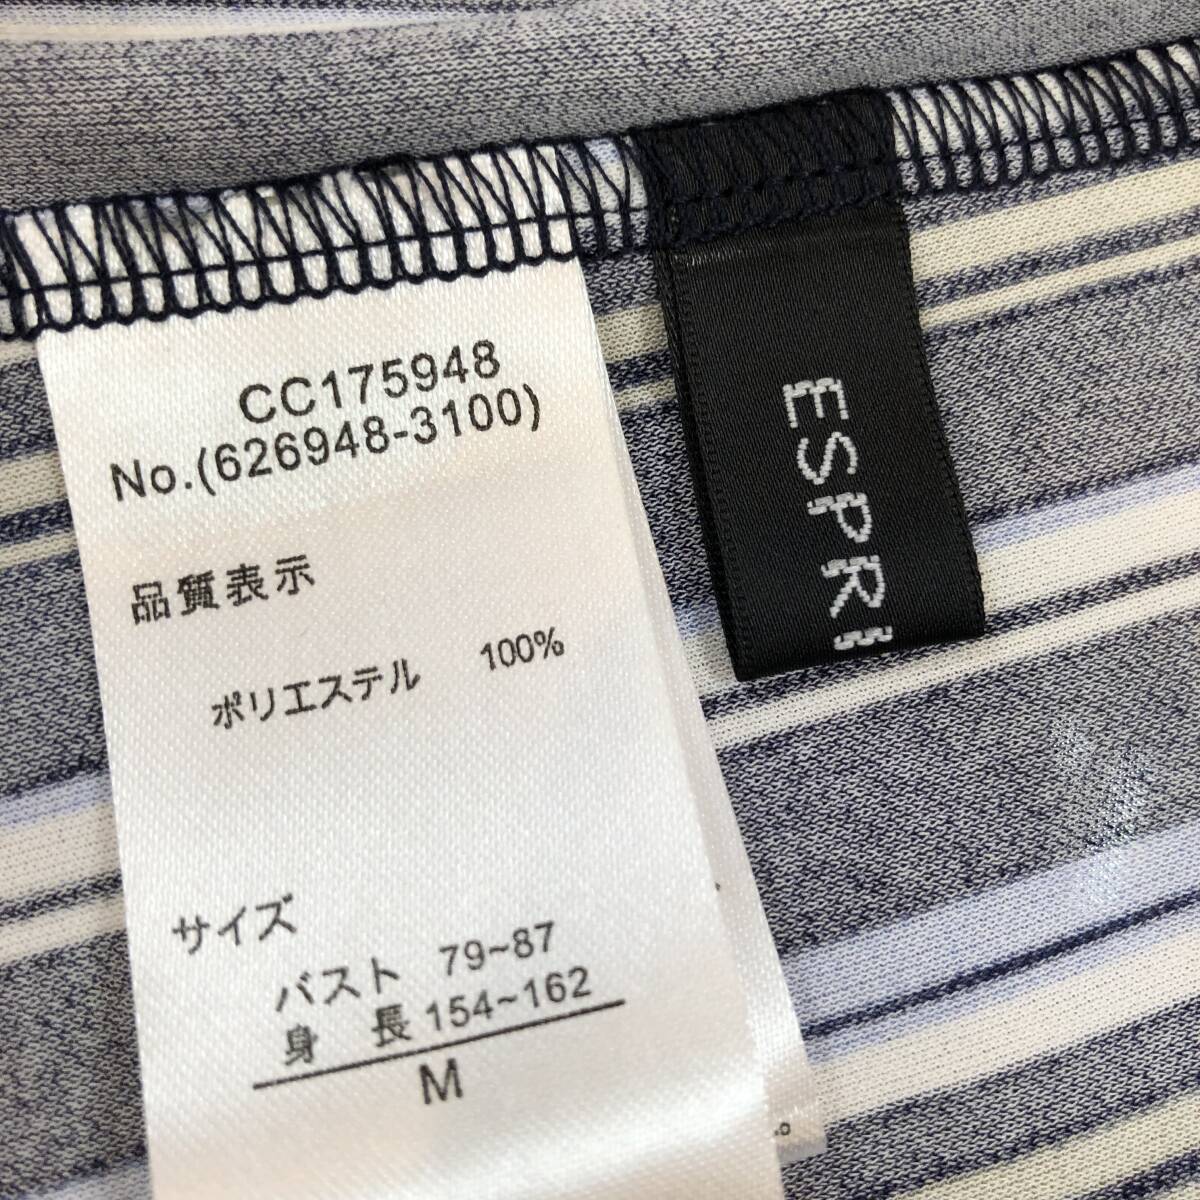 CC175948
No.(626948-3100)
品質表示
ポリエステル 100%
サイズ
バスト 79~87
身 長 154~162
M
ESPRI